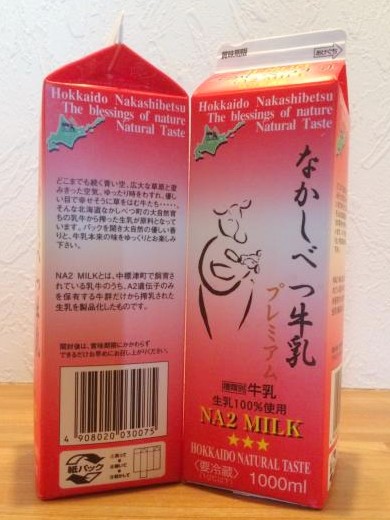 Hokkaido Nakashibetsu
The blessings of nature
Natural Taste
どこまでも続く青い空、広大な草原と澄
みきった空気。ゆったり時をわすれ、優し
い目で幸せそうに草をはむ牛たち・・・・・。
そんな北海道なかしべつ町の大自然育
ちの乳牛から搾った生乳が原料となって
います。パックを開き大自然の優しい香り
と、牛乳本来の味をゆっくりとお楽しみ
下さい。
NA2 MILKとは、中標津町で飼育さ
れている乳牛のうち、A2遺伝子のみ
を保有する牛群だけから搾乳された
生乳を製品化したものです。
開封後は、賞味期限にかかわらず
できるだけお早めにお召し上がりください。
4 908020 030075
紙パック
賞味期限
あけぐち
Hokkaido Nakashibetsu
The blessings of nature
Natural Taste
なかしべつ牛乳
プレミアム
種類別 牛乳
生乳100%使用
NA2 MILK
HOKKAIDO NATURAL TASTE
〈要冷蔵〉
1000ml